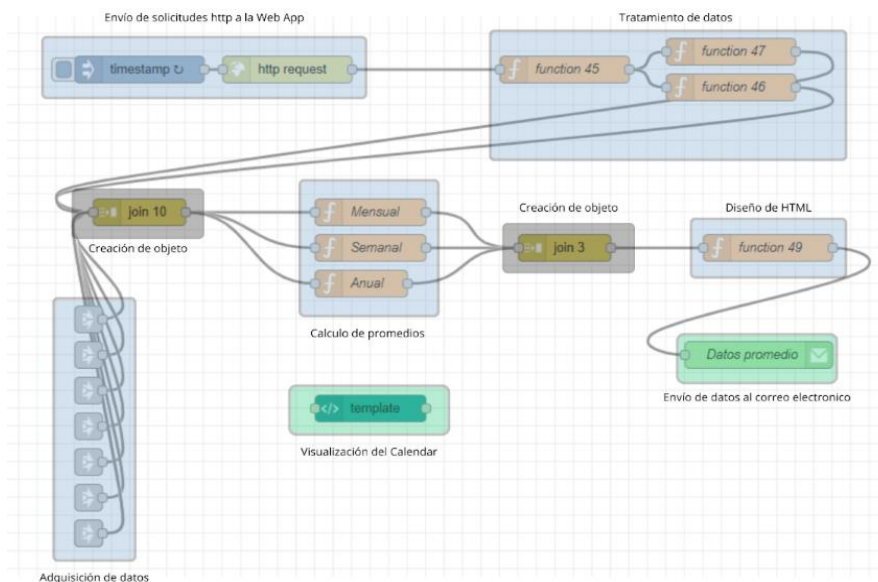 Envío de solicitudes http a la Web App
Tratamiento de datos
timestamp ↻
http request
function 45
function 47
function 46
join 10
Creación de objeto
Mensual
Semanal
Anual
Calculo de promedios
Creación de objeto
join 3
Diseño de HTML
function 49
Datos promedio
Envío de datos al correo electronico
</> template
Visualización del Calendar
Adquisición de datos